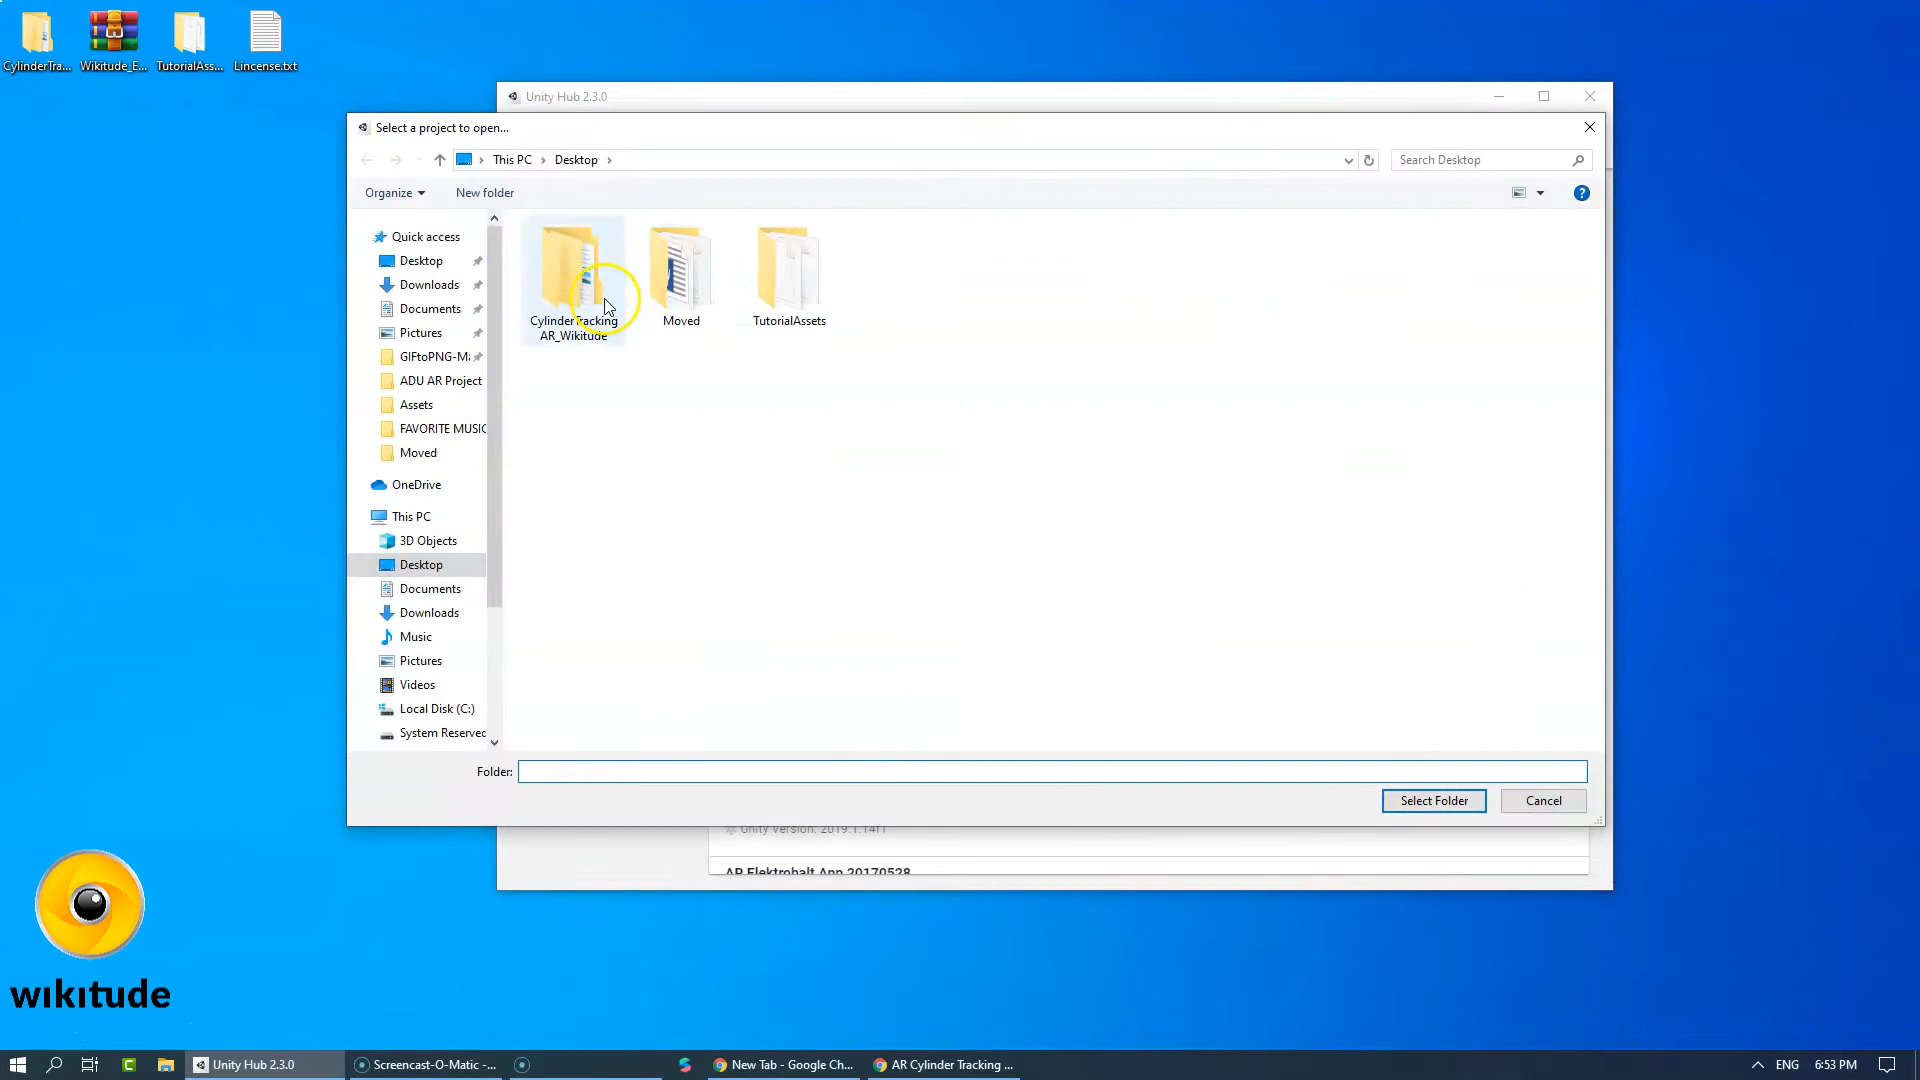 CylinderTra...
Wikitude_E...
TutorialAss...
Lincense.txt
Unity Hub 2.3.0
Select a project to open...
This PC
Desktop
Search Desktop
Organize
New folder
Quick access
Desktop
Downloads
Documents
Pictures
GIFtoPNG-Ma
ADU AR Project
Assets
FAVORITE MUSIC
Moved
OneDrive
This PC
3D Objects
Desktop
Documents
Downloads
Music
Pictures
Videos
Local Disk (C:)
System Reserved
CylinderTracking
AR_Wikitude
Moved
TutorialAssets
Folder:
Select Folder
Cancel
Unity Version: 2019.1.14f1
AR Elektrobalt App 20170528
wikitude
Unity Hub 2.3.0
Screencast-O-Matic -...
New Tab - Google Ch...
AR Cylinder Tracking ...
ENG
6:53 PM